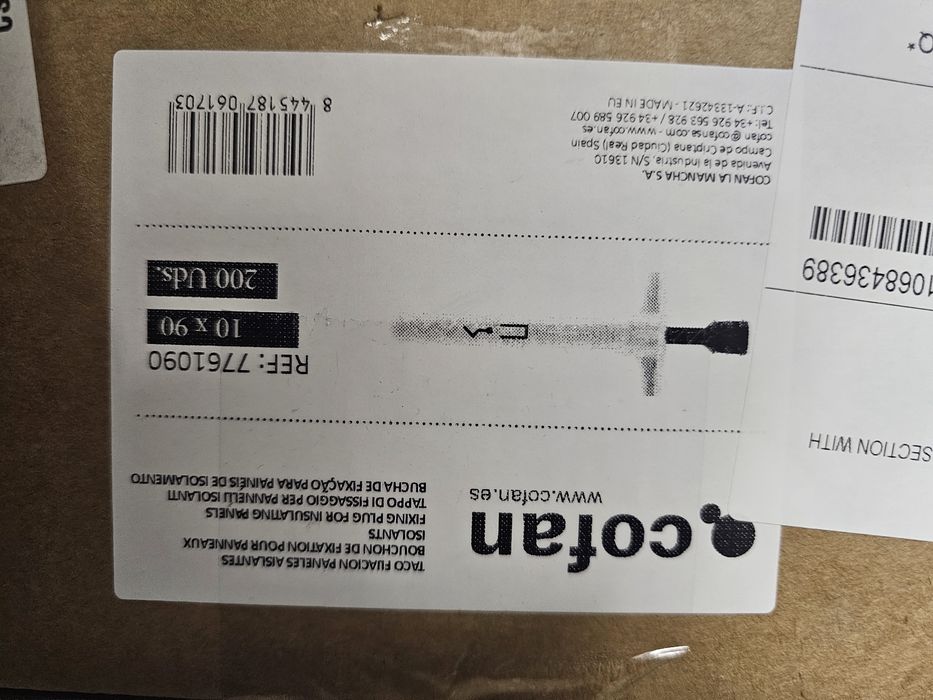 cofan
www.cofan.es
TACO FIJACION PANELES AISLANTES
BOUCHON DE FIXATION POUR PANNEAUX
ISOLANTS
FIXING PLUG FOR INSULATING PANELS
TAPPO DI FISSAGGIO PER PANNELLI ISOLANTI
BUCHA DE FIXAÇÃO PARA PAINÉIS DE ISOLAMENTO
REF: 7761090
10 x 90
200 Uds.
COFAN LA MANCHA S.A.
Avenida de la Industria, S/N 13610
Campo de Criptana (Ciudad Real) Spain
cofan @ cofansa.com - www.cofan.es
Tel: +34 926 563 928 / +34 926 589 007
C.I.F: A-13342621 - MADE IN EU
8 445187 061703
SECTION WITH
1068436389
Q*